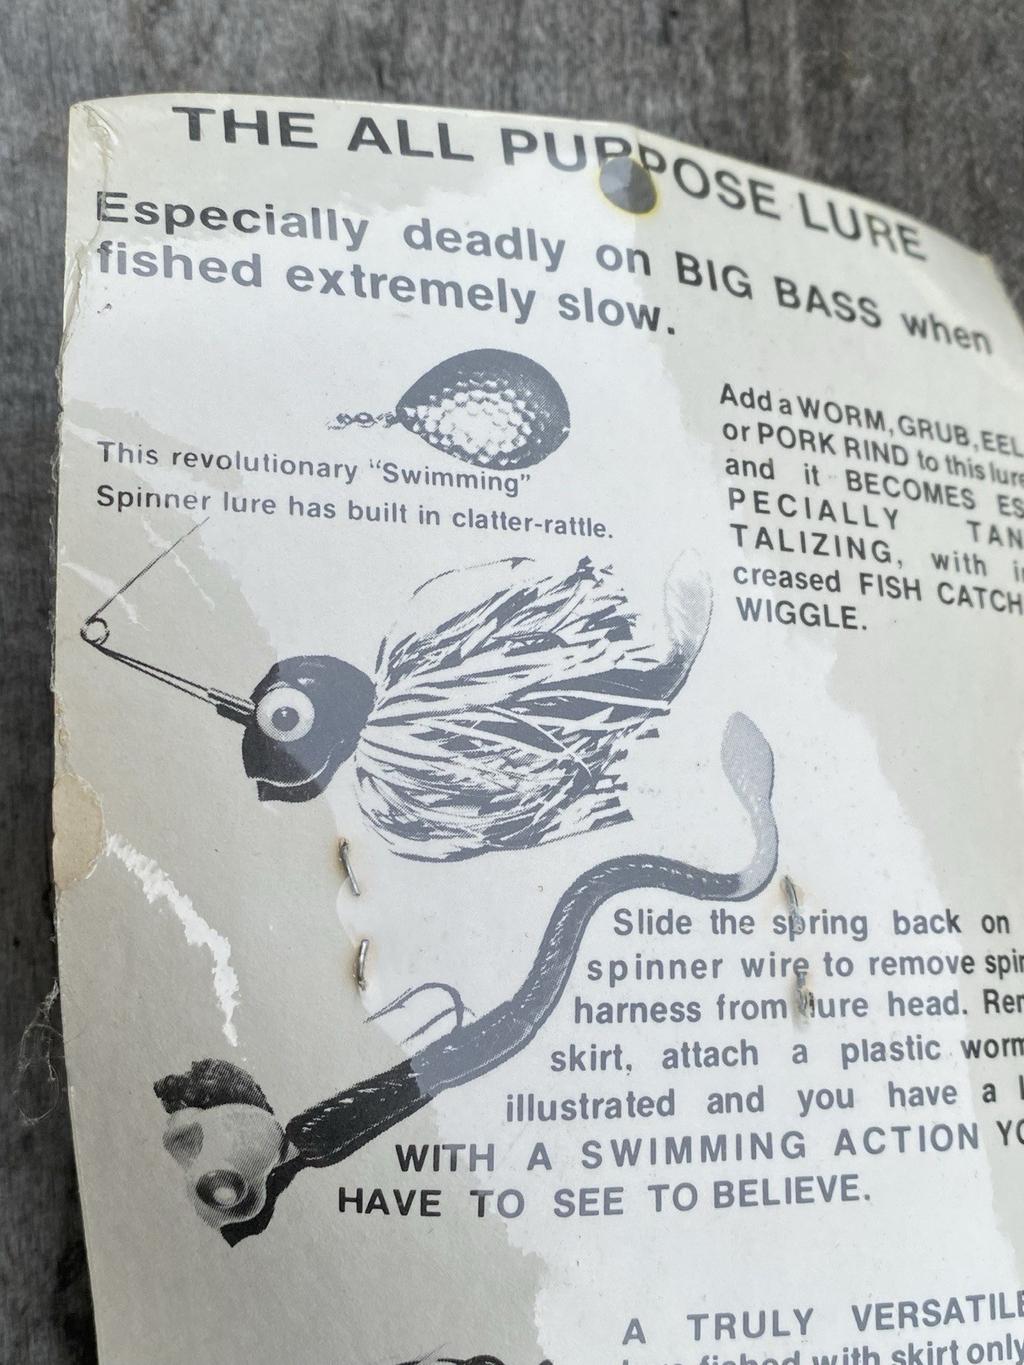 THE ALL PURPOSE LURE
Especially deadly on BIG BASS when
fished extremely slow.
This revolutionary "Swimming"
Spinner lure has built in clatter-rattle.
Add a WORM, GRUB, EEL
or PORK RIND to this lure
and it BECOMES ES
PECIALLY TAN
TALIZING, with in
creased FISH CATCH
WIGGLE.
Slide the spring back on
spinner wire to remove spin
harness from lure head. Rem
skirt, attach a plastic worm
illustrated and you have a l
WITH A SWIMMING ACTION YO
HAVE TO SEE TO BELIEVE.
A TRULY VERSATILE
fished with skirt only